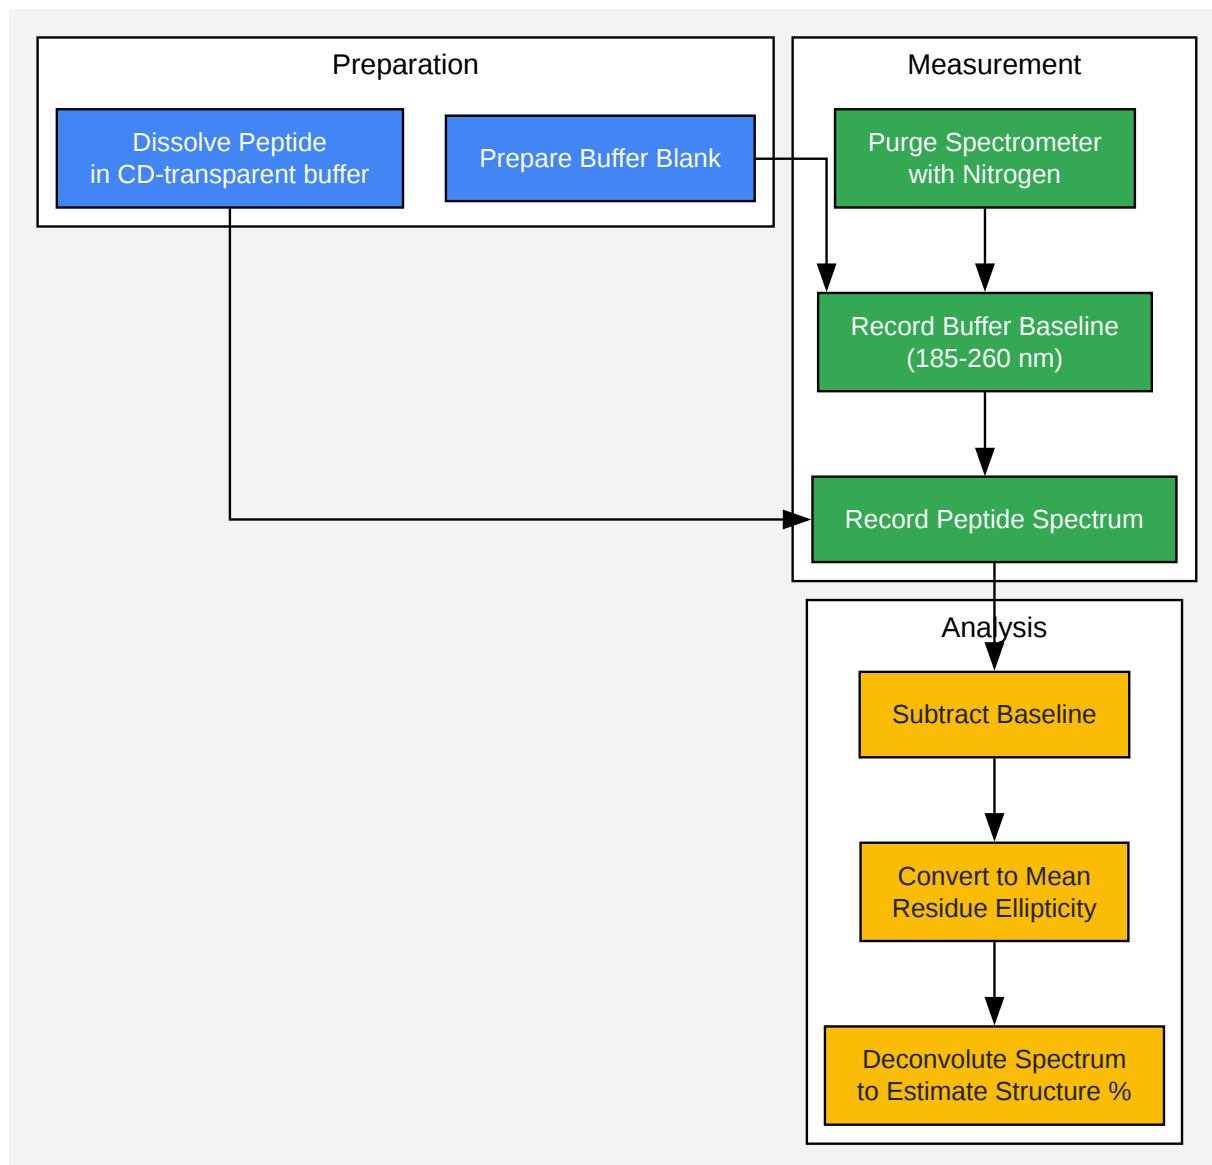 Preparation
Dissolve Peptide
in CD-transparent buffer
Prepare Buffer Blank
Measurement
Purge Spectrometer
with Nitrogen
Record Buffer Baseline
(185-260 nm)
Record Peptide Spectrum
Analysis
Subtract Baseline
Convert to Mean
Residue Ellipticity
Deconvolute Spectrum
to Estimate Structure %